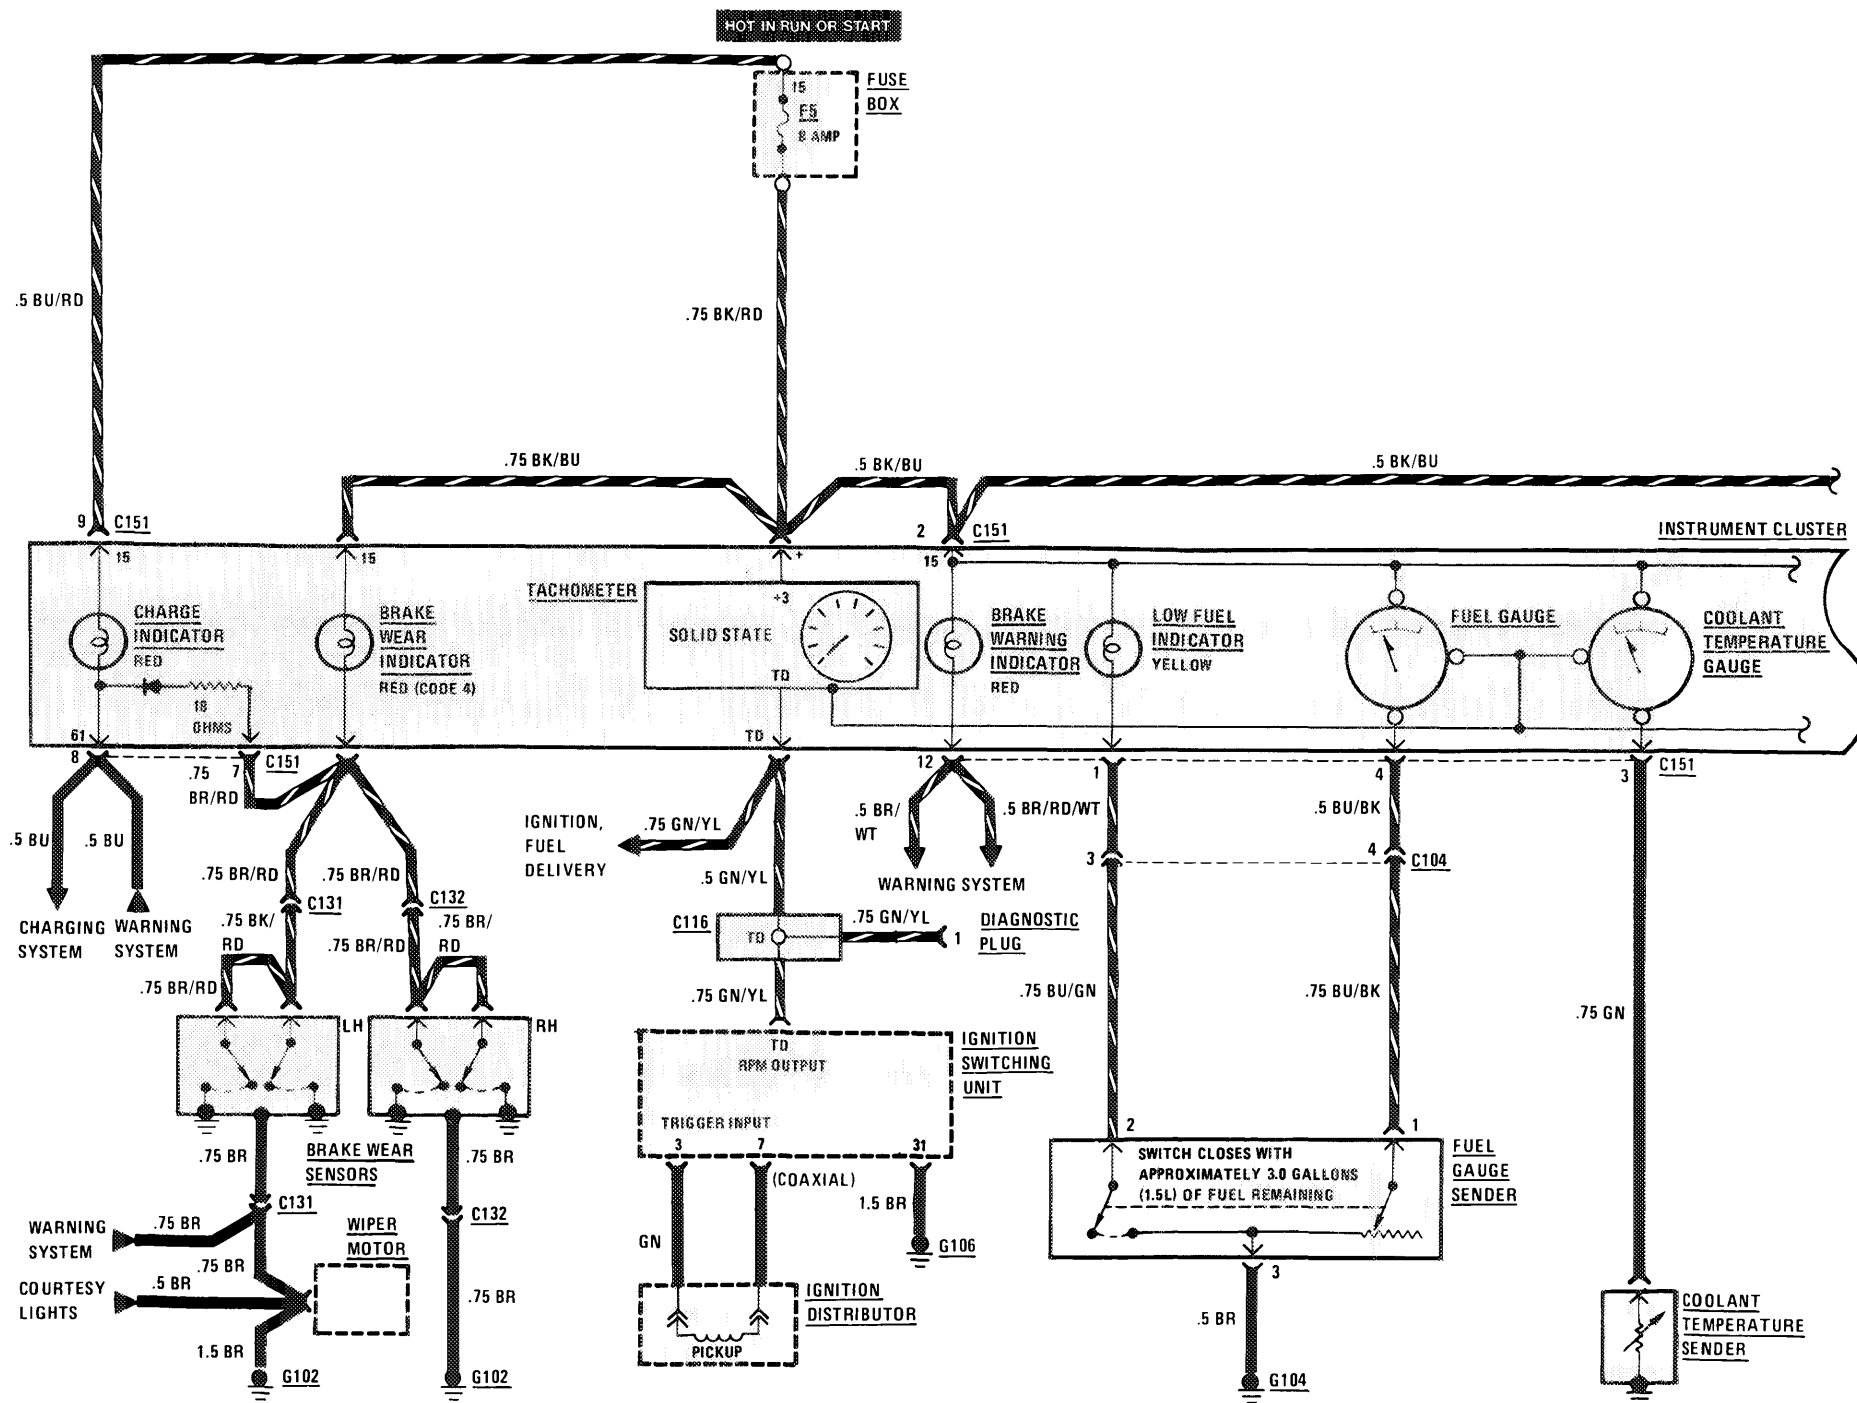 HOT IN RUN OR START
15
F5
8 AMP
FUSE
BOX
.5 BU/RD
.75 BK/RD
.75 BK/BU
.5 BK/BU
.5 BK/BU
9
C151
2
C151
INSTRUMENT CLUSTER
15
15
+
15
CHARGE
INDICATOR
RED
BRAKE
WEAR
INDICATOR
RED (CODE 4)
TACHOMETER
+3
SOLID STATE
TD
BRAKE
WARNING
INDICATOR
RED
LOW FUEL
INDICATOR
YELLOW
FUEL GAUGE
COOLANT
TEMPERATURE
GAUGE
18
OHMS
61
TD
8
7
C151
12
1
4
3
C151
.75
BR/RD
.5 BU
.5 BU
CHARGING
SYSTEM
WARNING
SYSTEM
.75 BR/RD
.75 BR/RD
C131
C132
.75 BK/
RD
.75 BR/RD
.75 BR/
RD
.75 BR/RD
IGNITION,
FUEL
DELIVERY
.75 GN/YL
.5 GN/YL
.5 BR/
WT
.5 BR/RD/WT
WARNING SYSTEM
.5 BU/BK
3
4
C104
C116
TD
.75 GN/YL
1
DIAGNOSTIC
PLUG
.75 GN/YL
.75 BU/GN
.75 BU/BK
.75 GN
LH
RH
TD
RPM OUTPUT
TRIGGER INPUT
3
7
31
IGNITION
SWITCHING
UNIT
(COAXIAL)
BRAKE WEAR
SENSORS
.75 BR
.75 BR
C131
C132
WARNING
SYSTEM
.75 BR
WIPER
MOTOR
.75 BR
COURTESY
LIGHTS
.5 BR
.75 BR
1.5 BR
G102
G102
GN
1.5 BR
G106
IGNITION
DISTRIBUTOR
PICKUP
2
1
SWITCH CLOSES WITH
APPROXIMATELY 3.0 GALLONS
(1.5L) OF FUEL REMAINING
FUEL
GAUGE
SENDER
3
.5 BR
G104
COOLANT
TEMPERATURE
SENDER